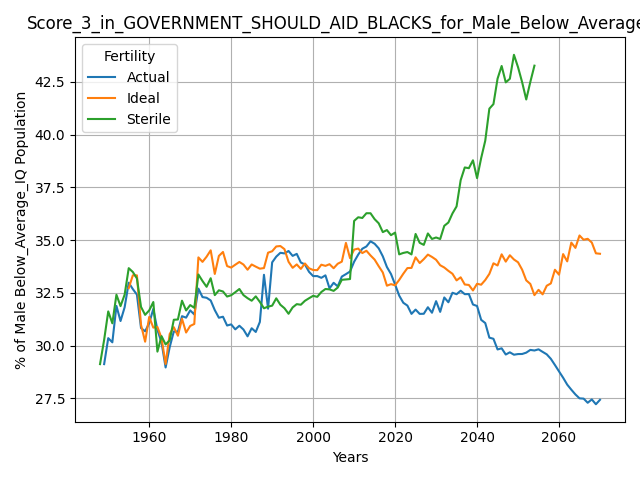 Score_3_in_GOVERNMENT_SHOULD_AID_BLACKS_for_Male_Below_Average
Fertility
Actual
Ideal
Sterile
% of Male Below_Average_IQ Population
42.5
40.0
37.5
35.0
32.5
30.0
27.5
1960
1980
2000
2020
2040
2060
Years